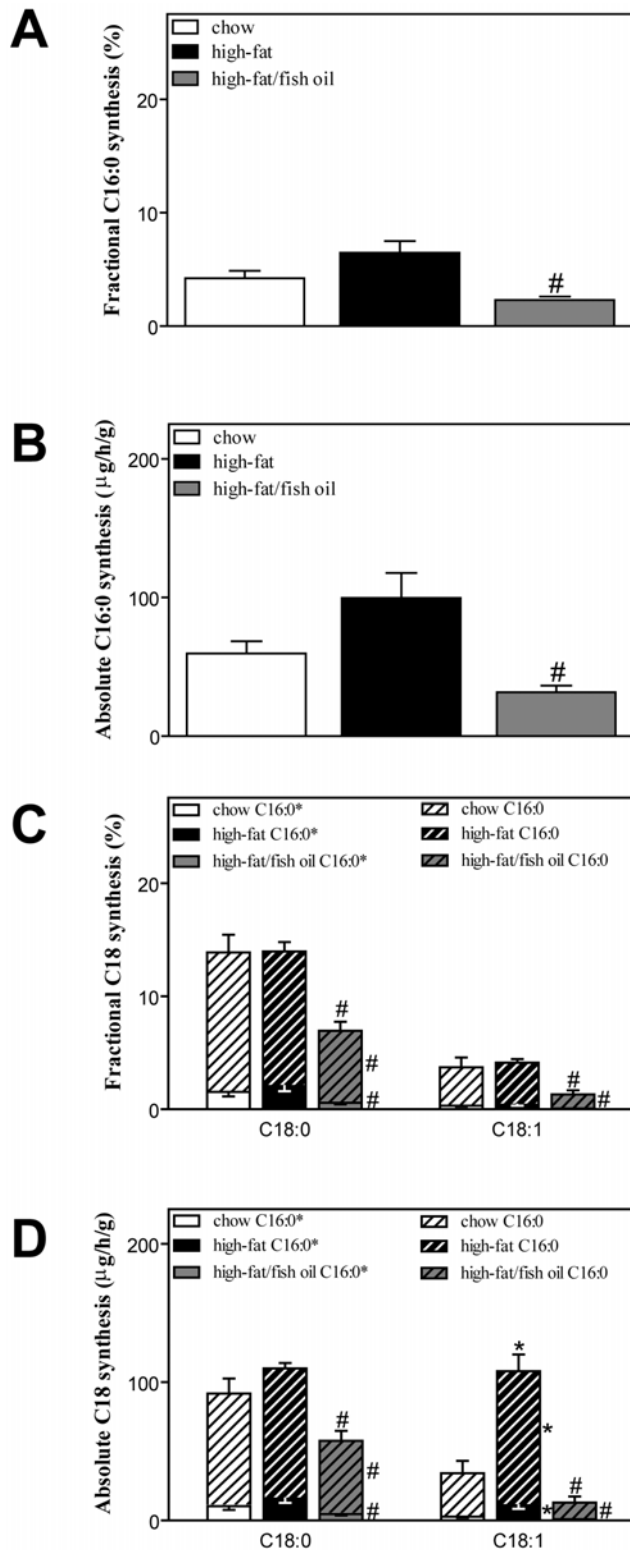 A
Fractional C16:0 synthesis (%)
chow
high-fat
high-fat/fish oil
20
10
#
0
B
Absolute C16:0 synthesis (µg/h/g)
chow
high-fat
high-fat/fish oil
200
100
#
0
C
Fractional C18 synthesis (%)
chow C16:0* chow C16:0
high-fat C16:0* high-fat C16:0
high-fat/fish oil C16:0* high-fat/fish oil C16:0
20
10
#
#
#
#
#
0
C18:0 C18:1
D
Absolute C18 synthesis (µg/h/g)
chow C16:0* chow C16:0
high-fat C16:0* high-fat C16:0
high-fat/fish oil C16:0* high-fat/fish oil C16:0
200
*
100
#
*
#
#
#
* #
0
C18:0 C18:1